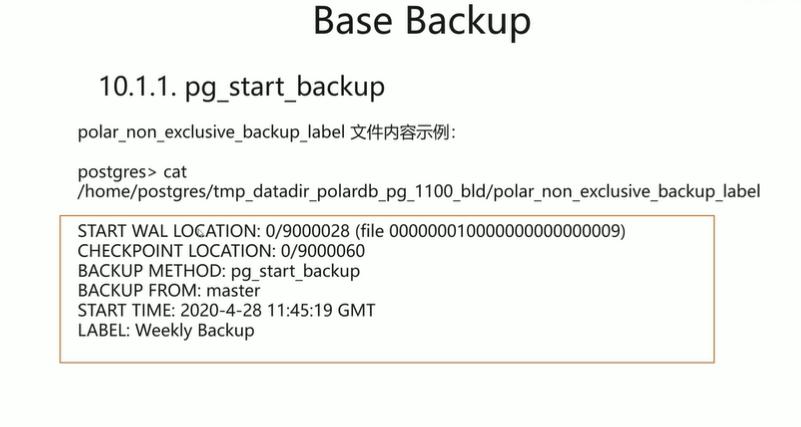 Base Backup
10.1.1. pg_start_backup
polar_non_exclusive_backup_label 文件内容示例：
postgres> cat
/home/postgres/tmp_datadir_polardb_pg_1100_bld/polar_non_exclusive_backup_label
START WAL LOCATION: 0/9000028 (file 000000010000000000000009)
CHECKPOINT LOCATION: 0/9000060
BACKUP METHOD: pg_start_backup
BACKUP FROM: master
START TIME: 2020-4-28 11:45:19 GMT
LABEL: Weekly Backup